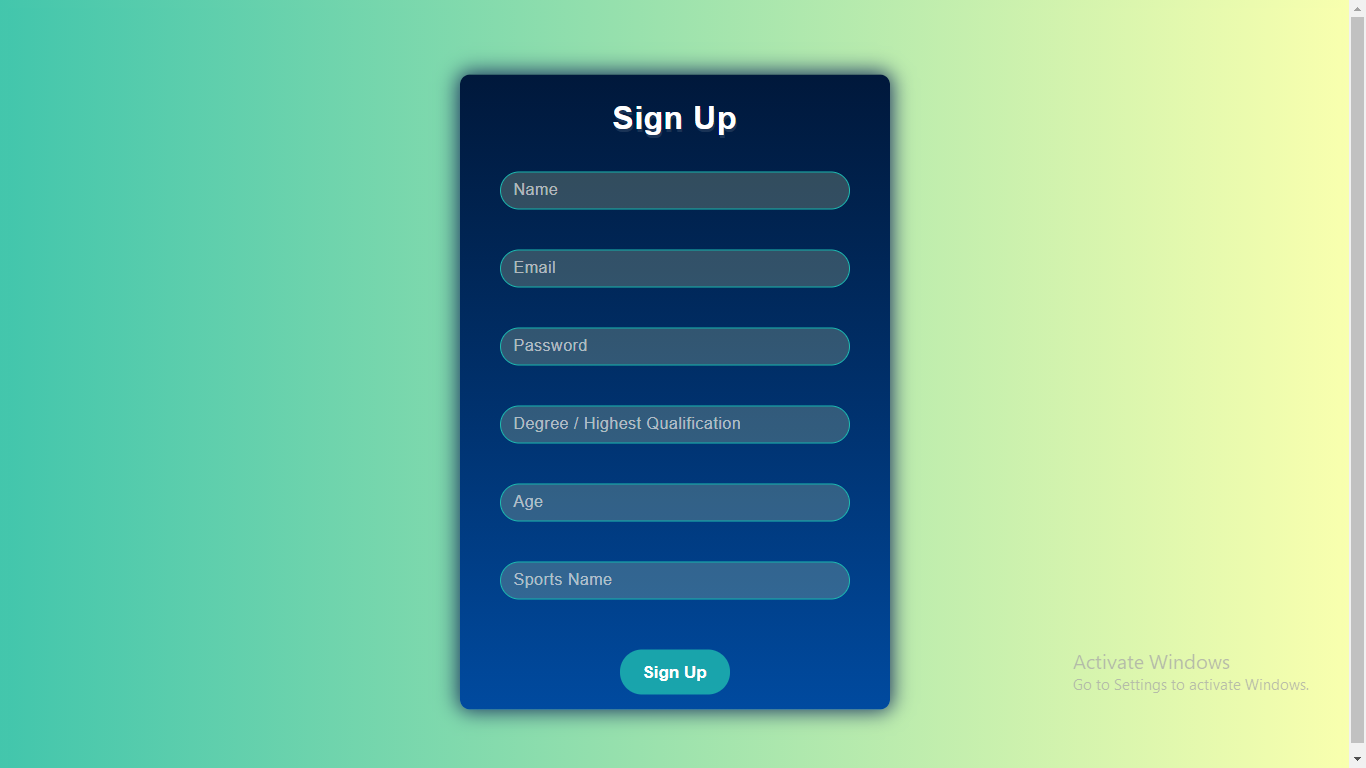 Sign Up
Name
Email
Password
Degree / Highest Qualification
Age
Sports Name
Sign Up
Activate Windows
Go to Settings to activate Windows.